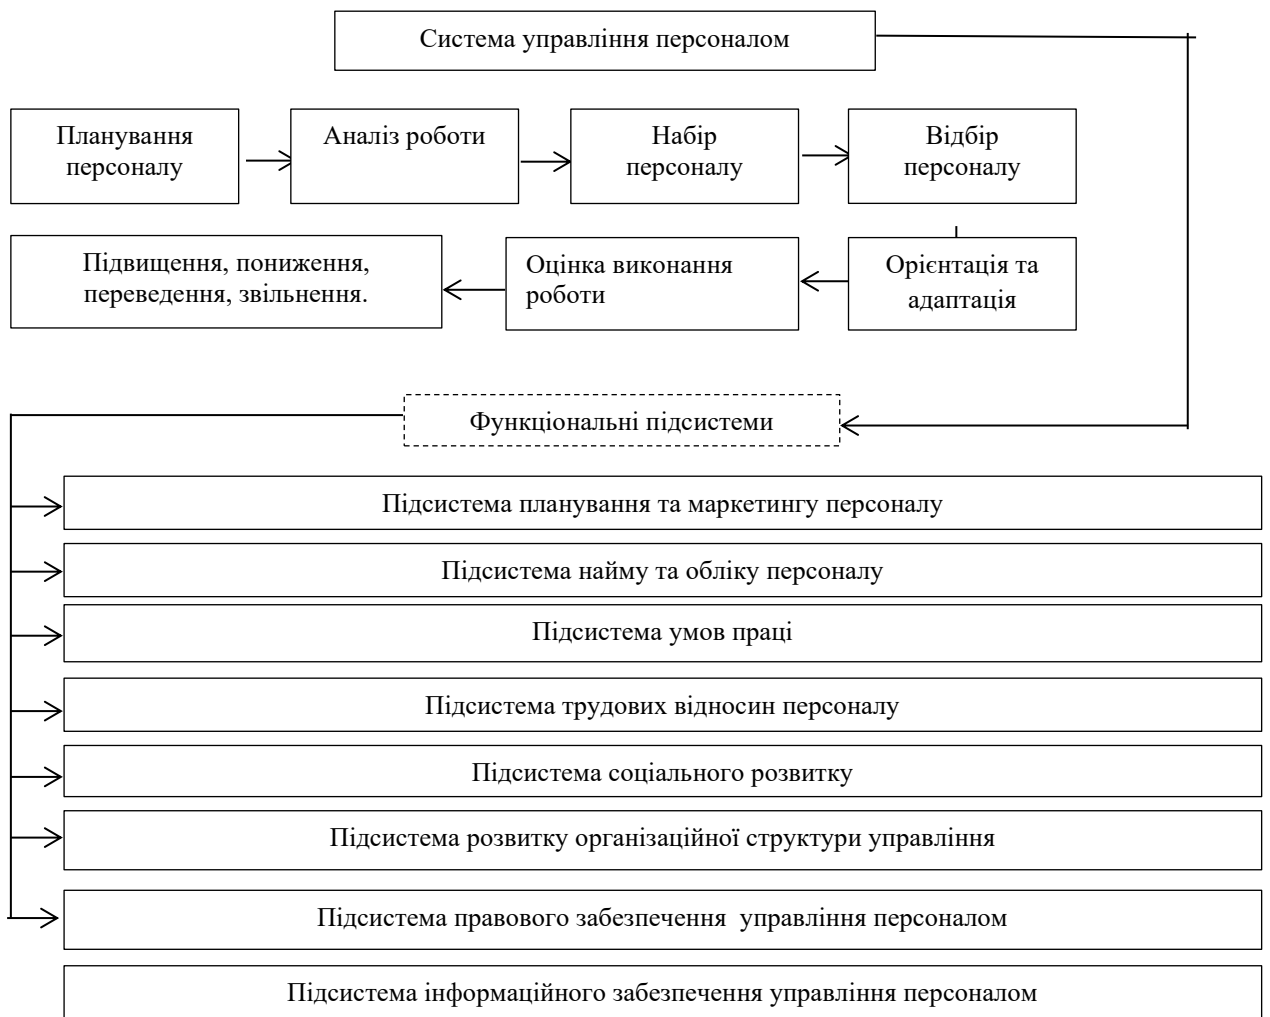 Система управління персоналом
Планування
персоналу
Аналіз роботи
Набір
персоналу
Відбір
персоналу
Підвищення, пониження,
переведення, звільнення.
Оцінка виконання
роботи
Орієнтація та
адаптація
Функціональні підсистеми
Підсистема планування та маркетингу персоналу
Підсистема найму та обліку персоналу
Підсистема умов праці
Підсистема трудових відносин персоналу
Підсистема соціального розвитку
Підсистема розвитку організаційної структури управління
Підсистема правового забезпечення  управління персоналом
Підсистема інформаційного забезпечення управління персоналом